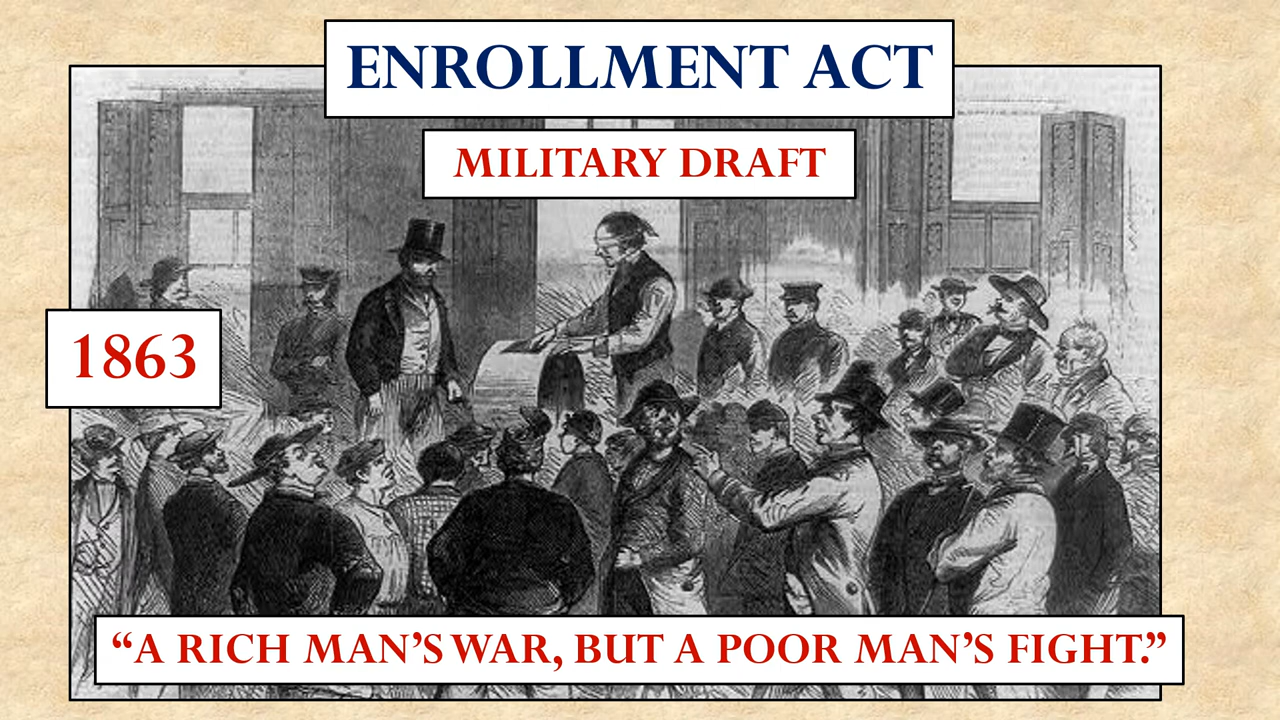 ENROLLMENT ACT
MILITARY DRAFT
1863
“A RICH MAN’S WAR, BUT A POOR MAN’S FIGHT.”